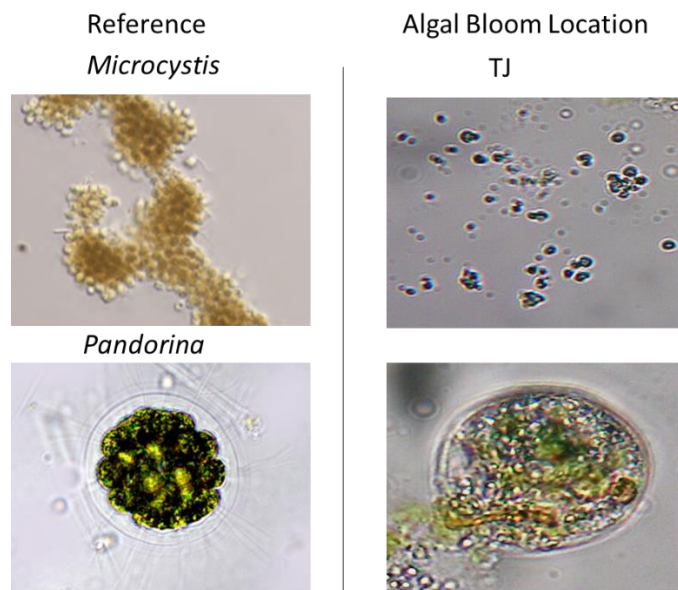 Reference
Algal Bloom Location
Microcystis
TJ
Pandorina